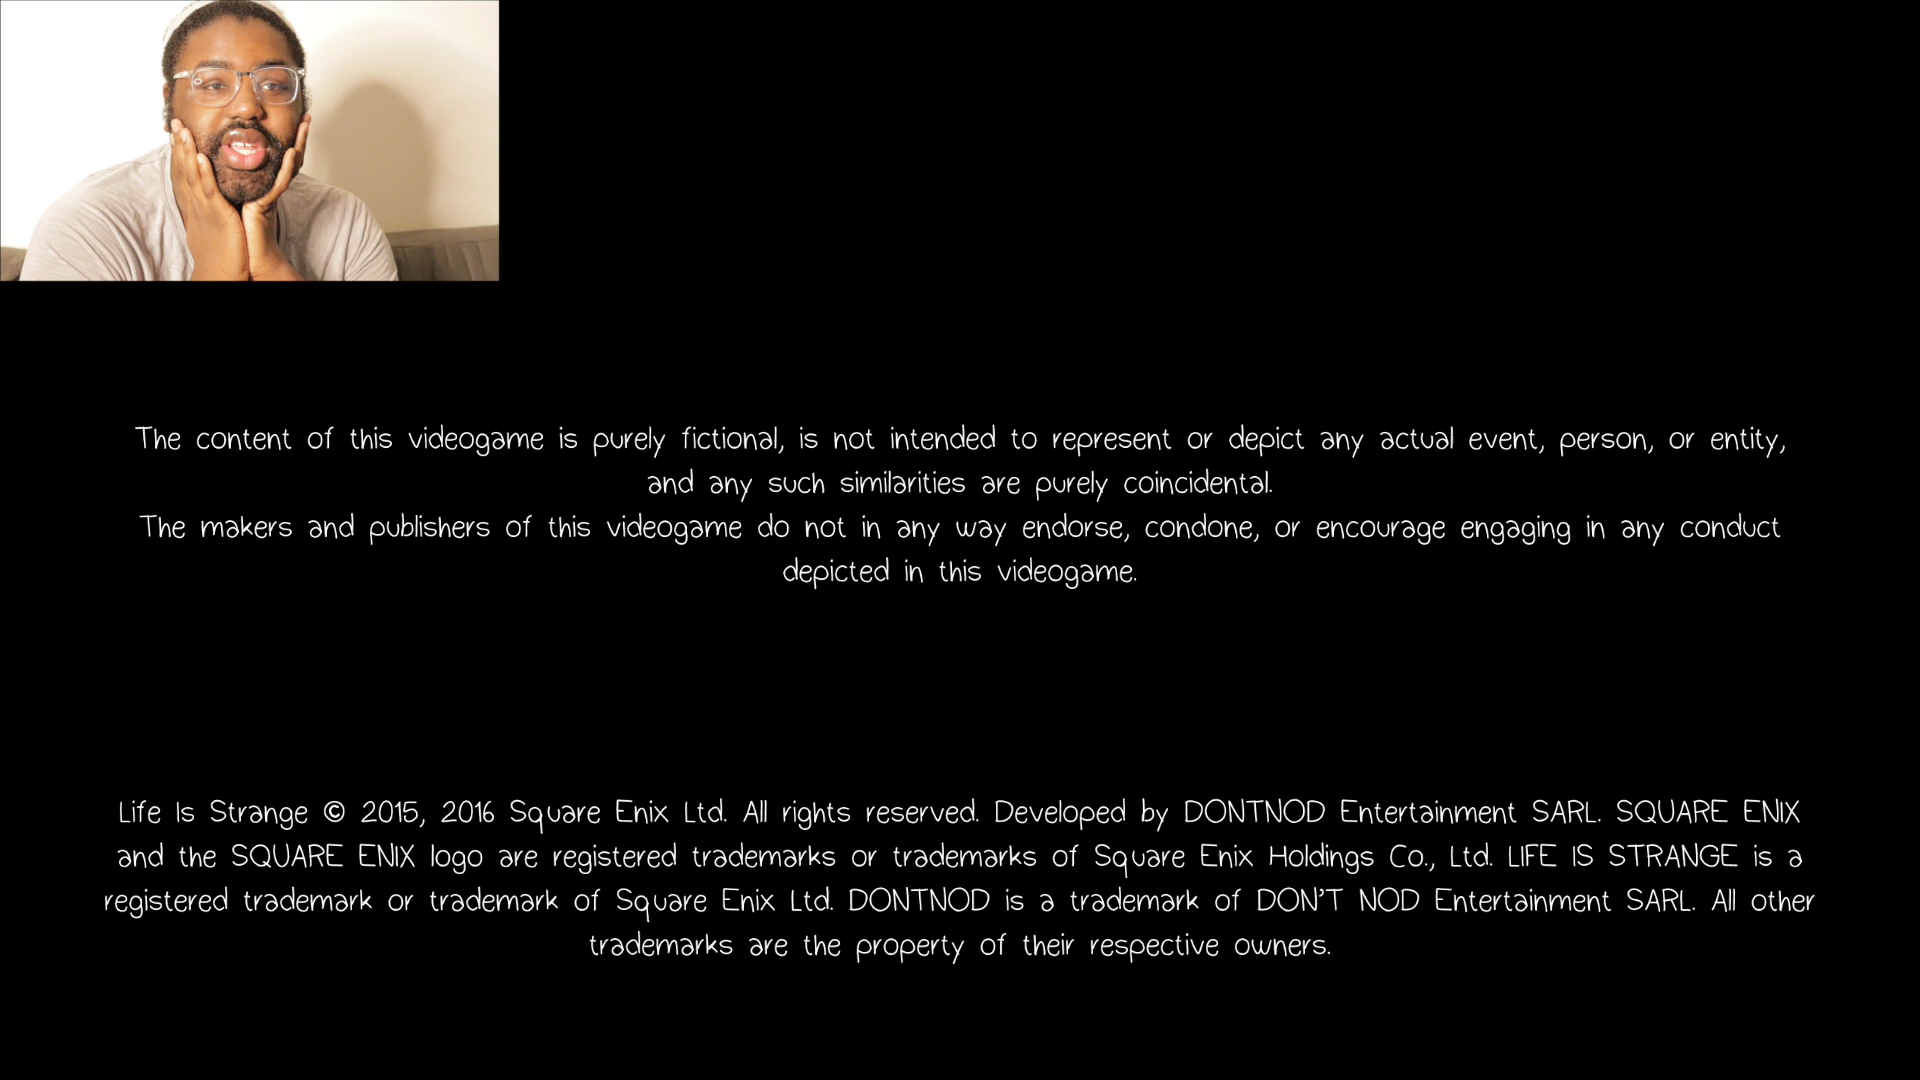 The content of this videogame is purely fictional, is not intended to represent or depict any actual event, person, or entity,
and any such similarities are purely coincidental.
The makers and publishers of this videogame do not in any way endorse, condone, or encourage engaging in any conduct
depicted in this videogame.
Life Is Strange © 2015, 2016 Square Enix Ltd. All rights reserved. Developed by DONTNOD Entertainment SARL. SQUARE ENIX
and the SQUARE ENIX logo are registered trademarks or trademarks of Square Enix Holdings Co., Ltd. LIFE IS STRANGE is a
registered trademark or trademark of Square Enix Ltd. DONTNOD is a trademark of DON'T NOD Entertainment SARL. All other
trademarks are the property of their respective owners.